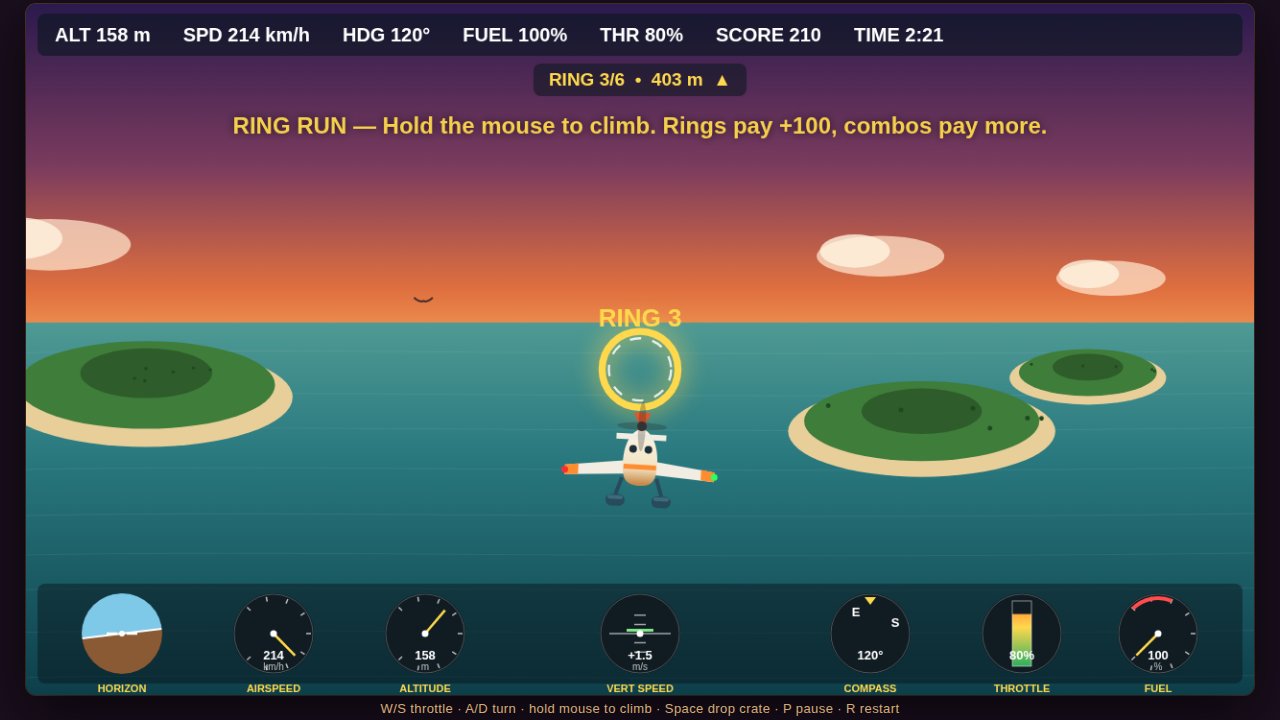 ALT 158 m SPD 214 km/h HDG 120° FUEL 100% THR 80% SCORE 210 TIME 2:21
RING 3/6 • 403 m ▲
RING RUN — Hold the mouse to climb. Rings pay +100, combos pay more.
RING 3
E
S
214
km/h
158
m
+1.5
m/s
120°
80%
100
%
HORIZON AIRSPEED ALTITUDE VERT SPEED COMPASS THROTTLE FUEL
W/S throttle · A/D turn · hold mouse to climb · Space drop crate · P pause · R restart